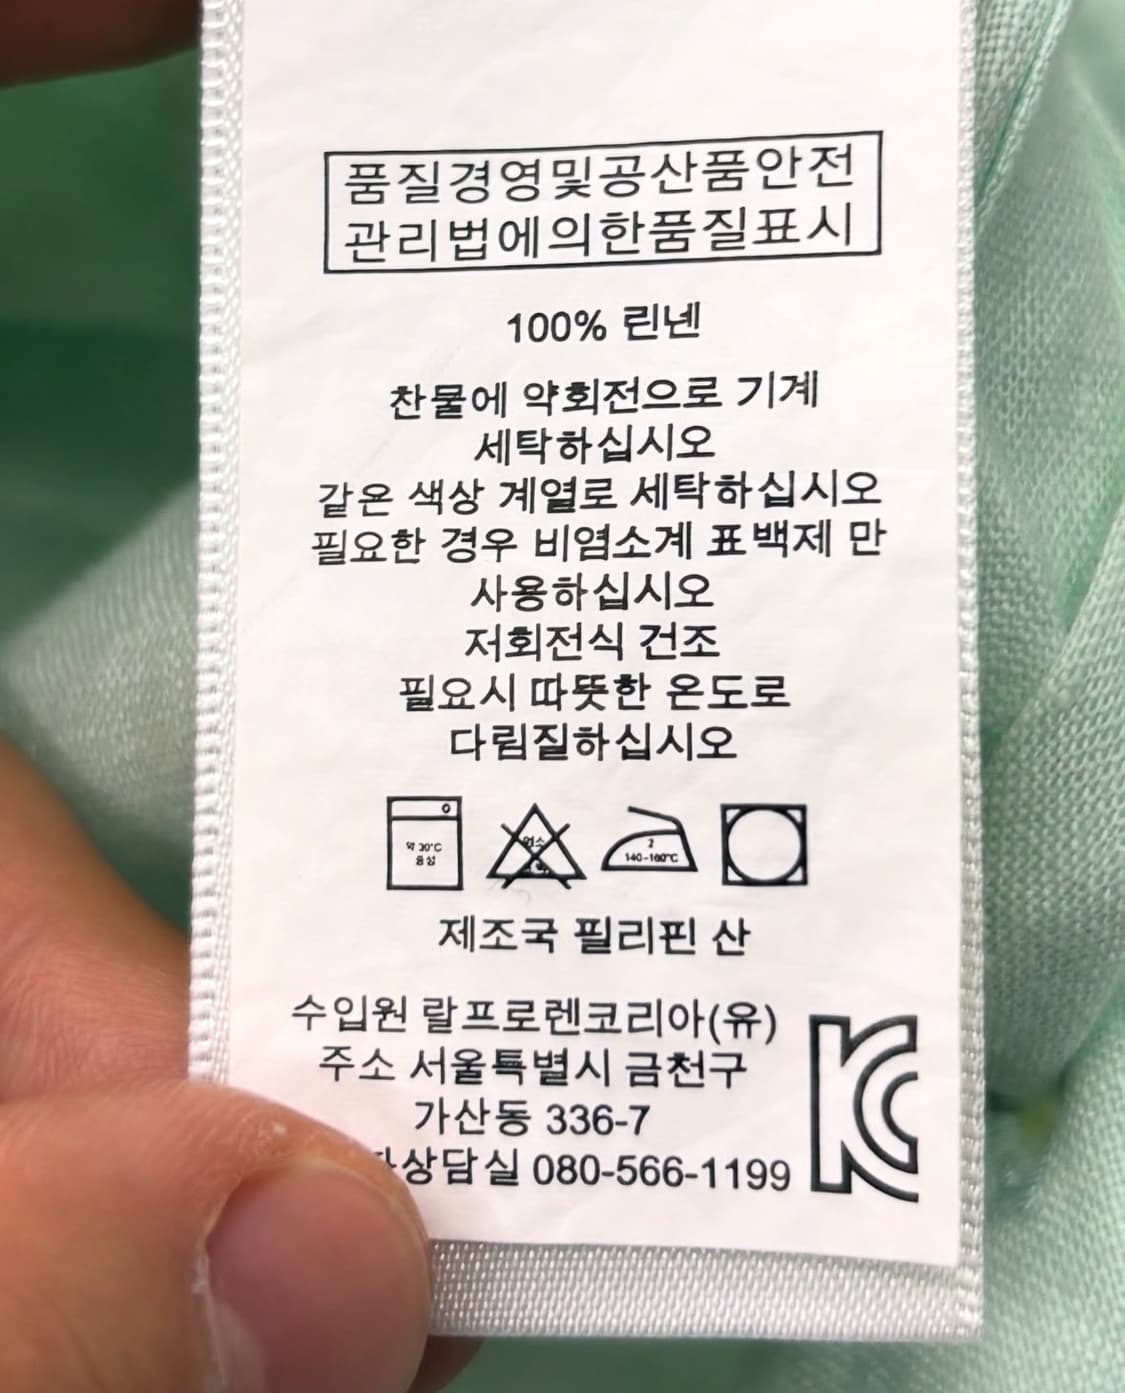 품질경영및공산품안전
관리법에의한품질표시
100% 린넨
찬물에 약회전으로 기계
세탁하십시오
같은 색상 계열로 세탁하십시오
필요한 경우 비염소계 표백제 만
사용하십시오
저회전식 건조
필요시 따뜻한 온도로
다림질하십시오
약 30°C
중성
염소
2
140-160°C
제조국 필리핀 산
수입원 랄프로렌코리아(유)
주소 서울특별시 금천구
가산동 336-7
상담실 080-566-1199
KC